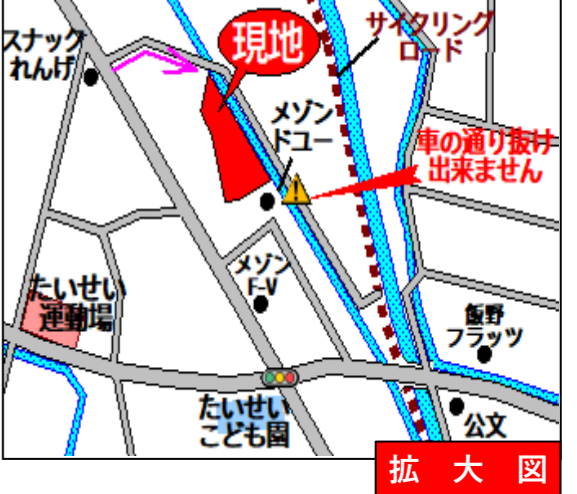 サイクリング
ロード
スナック
れんげ
現地
メゾン
ドユー
車の通り抜け
出来ません
メゾン
F-V
たいせい
運動場
飯野
フラッツ
たいせい
こども園
公文
拡大図